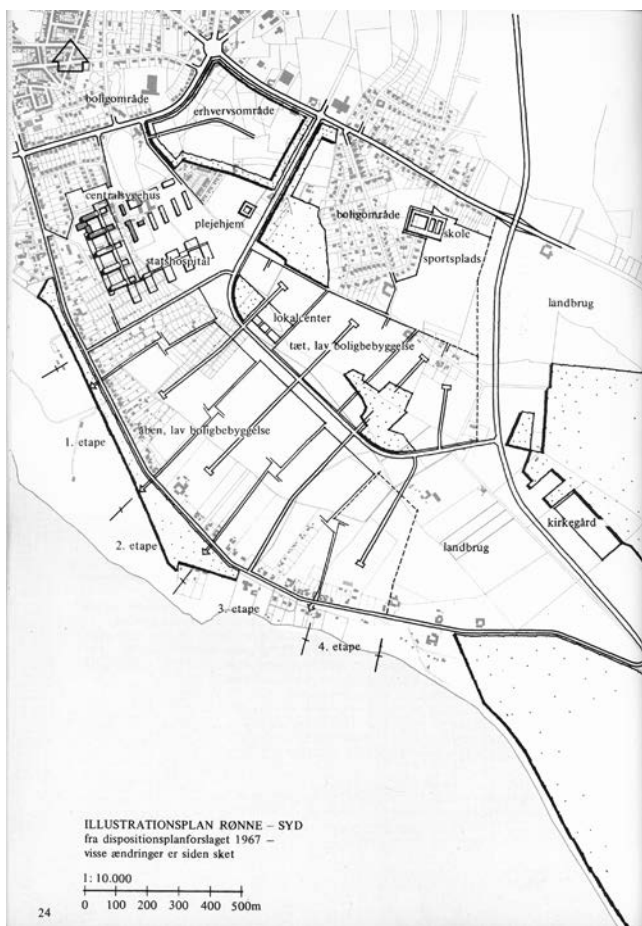 boligområde
erhvervsområde
centralsygehus
plejehjem
boligområde
skole
sportsplads
statshospital
landbrug
lokalcenter
tæt, lav boligbebyggelse
1. etape
åben, lav boligbebyggelse
kirkegård
2. etape
landbrug
3. etape
4. etape
ILLUSTRATIONSPLAN RØNNE – SYD
fra dispositionsplanforslaget 1967 –
visse ændringer er siden sket
1: 10.000
0 100 200 300 400 500m
24